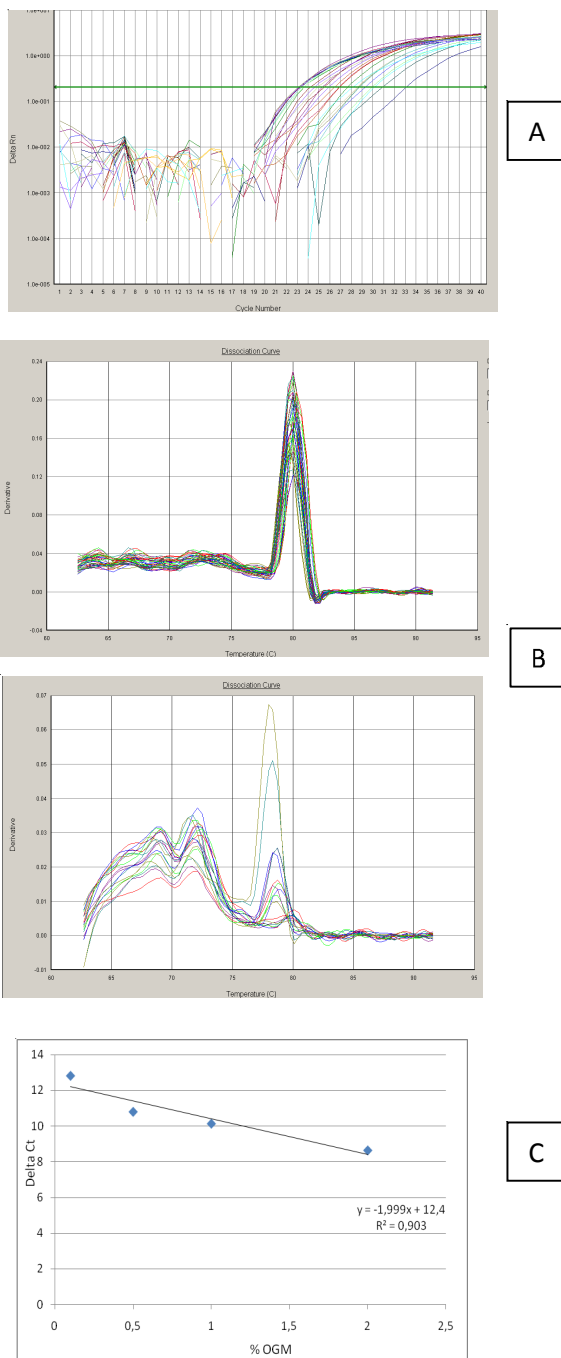 1.0e+001
1.0e+000
1.0e-001
1.0e-002
1.0e-003
1.0e-004
1.0e-005
Delta Rn
1 2 3 4 5 6 7 8 9 10 11 12 13 14 15 16 17 18 19 20 21 22 23 24 25 26 27 28 29 30 31 32 33 34 35 36 37 38 39 40
Cycle Number
A
Dissociation Curve
0.24
0.20
0.16
0.12
0.08
0.04
0.00
-0.04
Derivative
60 65 70 75 80 85 90 95
Temperature (C)
B
Dissociation Curve
0.07
0.06
0.05
0.04
0.03
0.02
0.01
0.00
-0.01
Derivative
60 65 70 75 80 85 90 95
Temperature (C)
14
12
10
8
6
4
2
0
Delta Ct
y = -1,999x + 12,4
R² = 0,903
0 0,5 1 1,5 2 2,5
% OGM
C